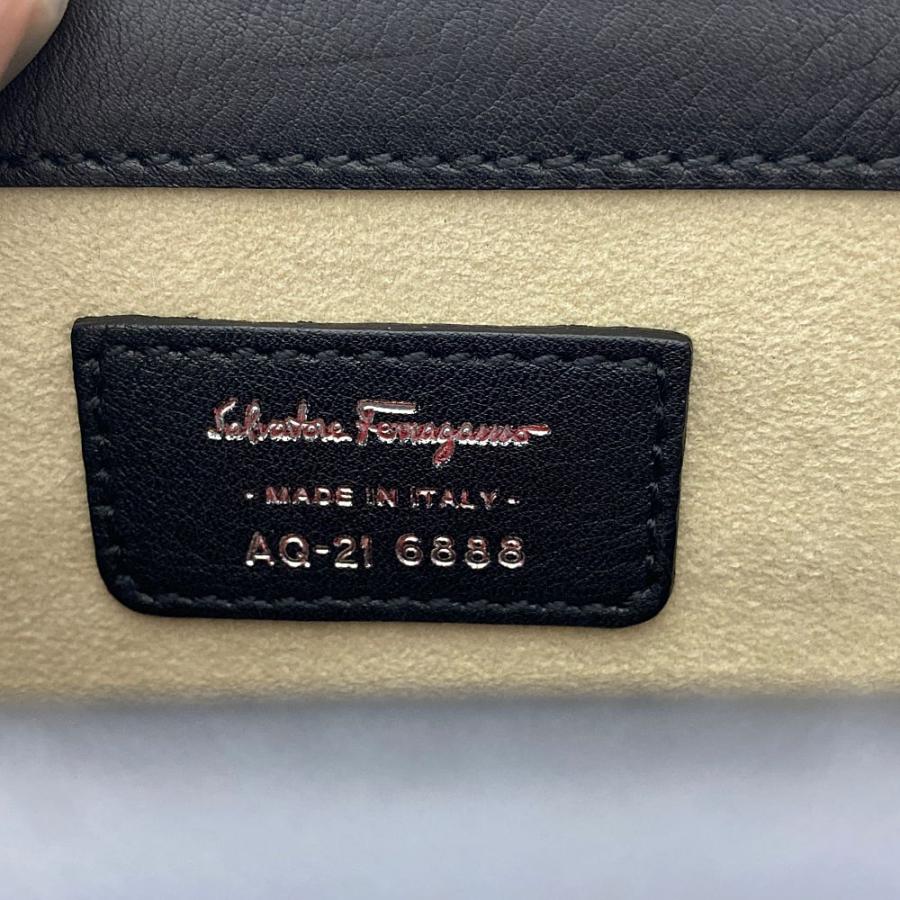 Salvatore Ferragamo
- MADE IN ITALY -
AQ-21 6888